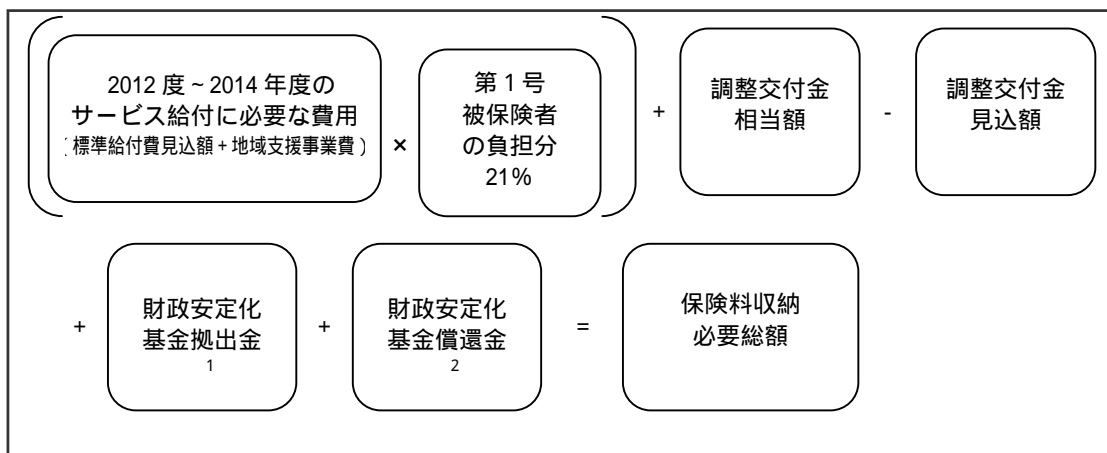 2012 度 ~ 2014 年度の
サービス給付に必要な費用
( 標準給付費見込額 + 地域支援事業費 )
×
第 1 号
被保険者
の負担分
21%
+
調整交付金
相当額
-
調整交付金
見込額
+
財政安定化
基金拠出金
1
+
財政安定化
基金償還金
2
=
保険料収納
必要総額